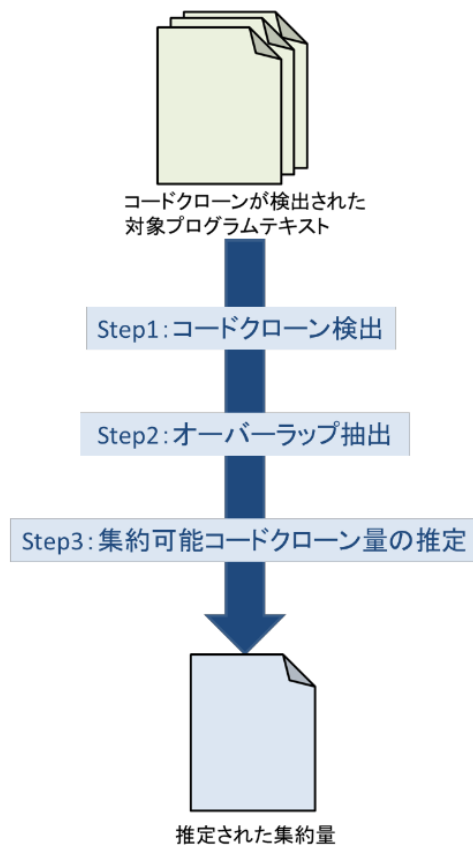 コードクローンが検出された
対象プログラムテキスト
Step1：コードクローン検出
Step2：オーバーラップ抽出
Step3：集約可能コードクローン量の推定
推定された集約量